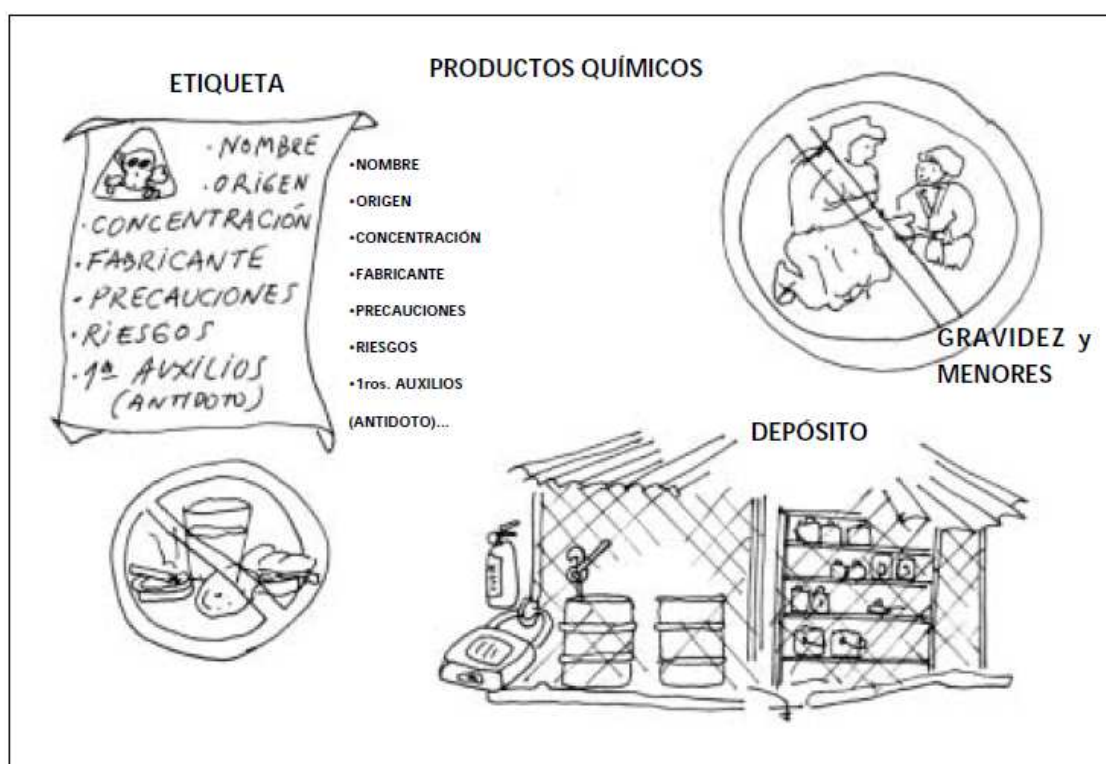 PRODUCTOS QUÍMICOS
ETIQUETA
•NOMBRE
•ORIGEN
•CONCENTRACIÓN
•FABRICANTE
•PRECAUCIONES
•RIESGOS
•1ª AUXILIOS
(ANTIDOTO)
•NOMBRE
•ORIGEN
•CONCENTRACIÓN
•FABRICANTE
•PRECAUCIONES
•RIESGOS
•1ros. AUXILIOS
(ANTIDOTO)...
GRAVIDEZ y
MENORES
DEPÓSITO